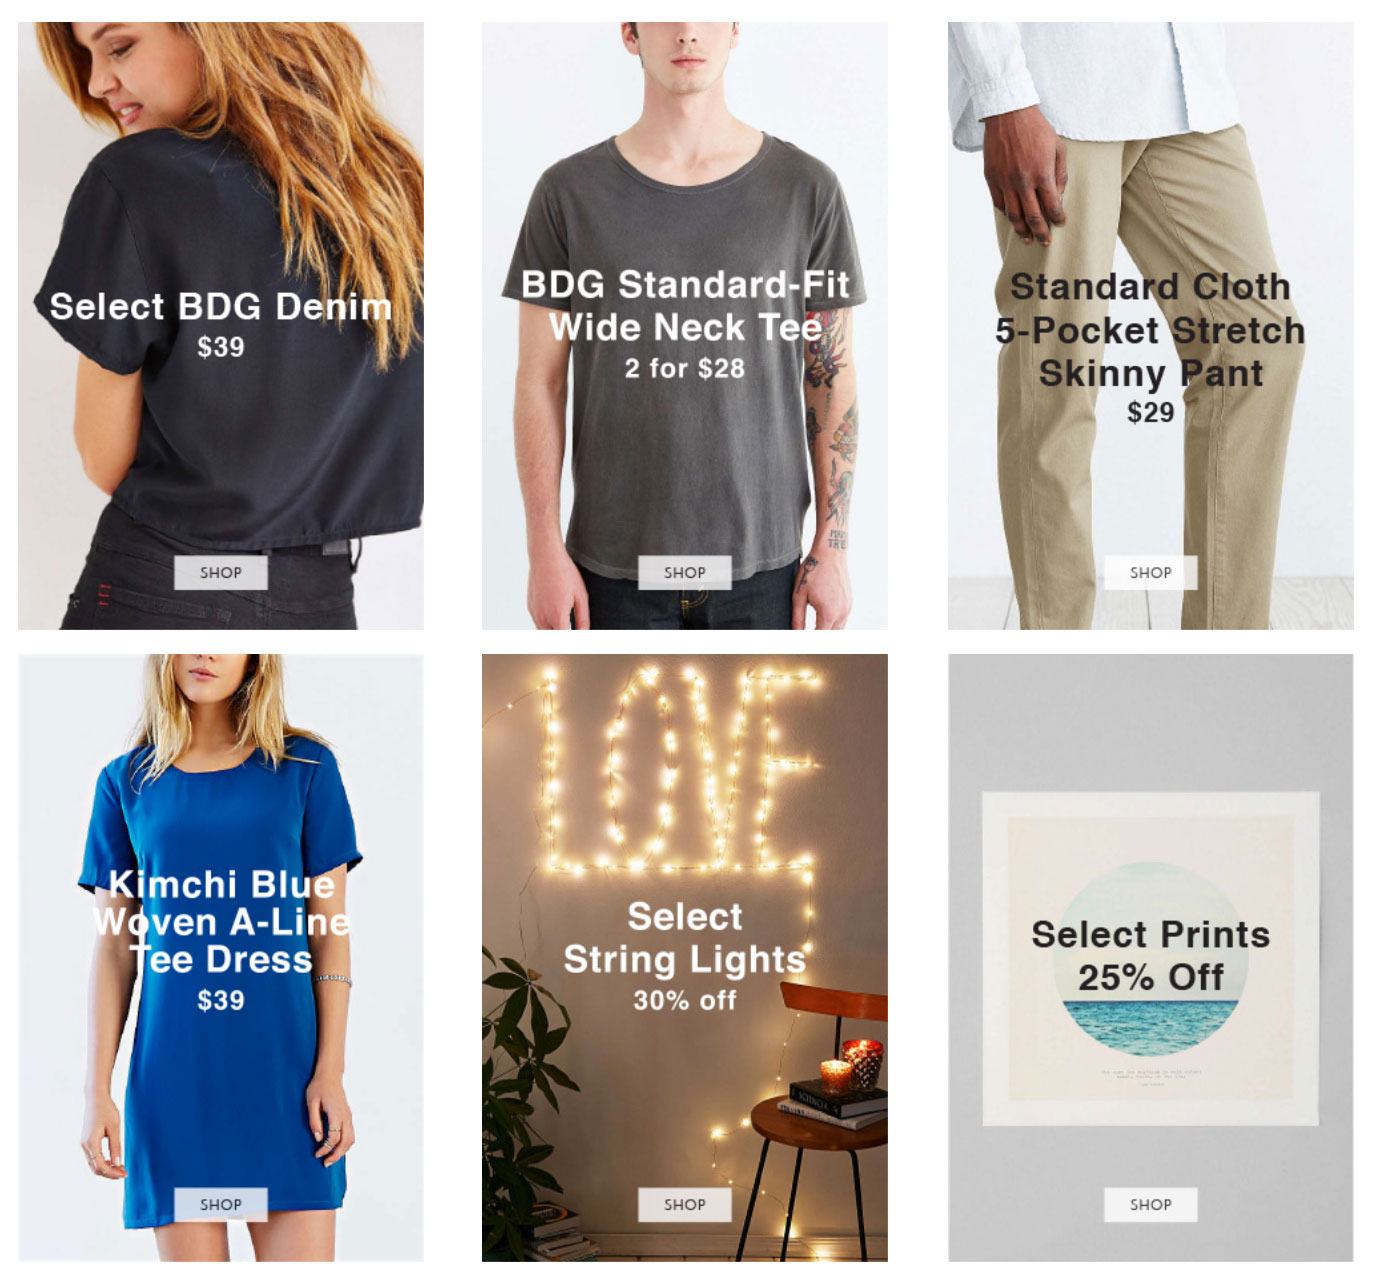 Select BDG Denim
$39
SHOP
BDG Standard-Fit
Wide Neck Tee
2 for $28
SHOP
Standard Cloth
5-Pocket Stretch
Skinny Pant
$29
SHOP
Kimchi Blue
Woven A-Line
Tee Dress
$39
SHOP
LOVE
Select
String Lights
30% off
SHOP
Select Prints
25% Off
SHOP